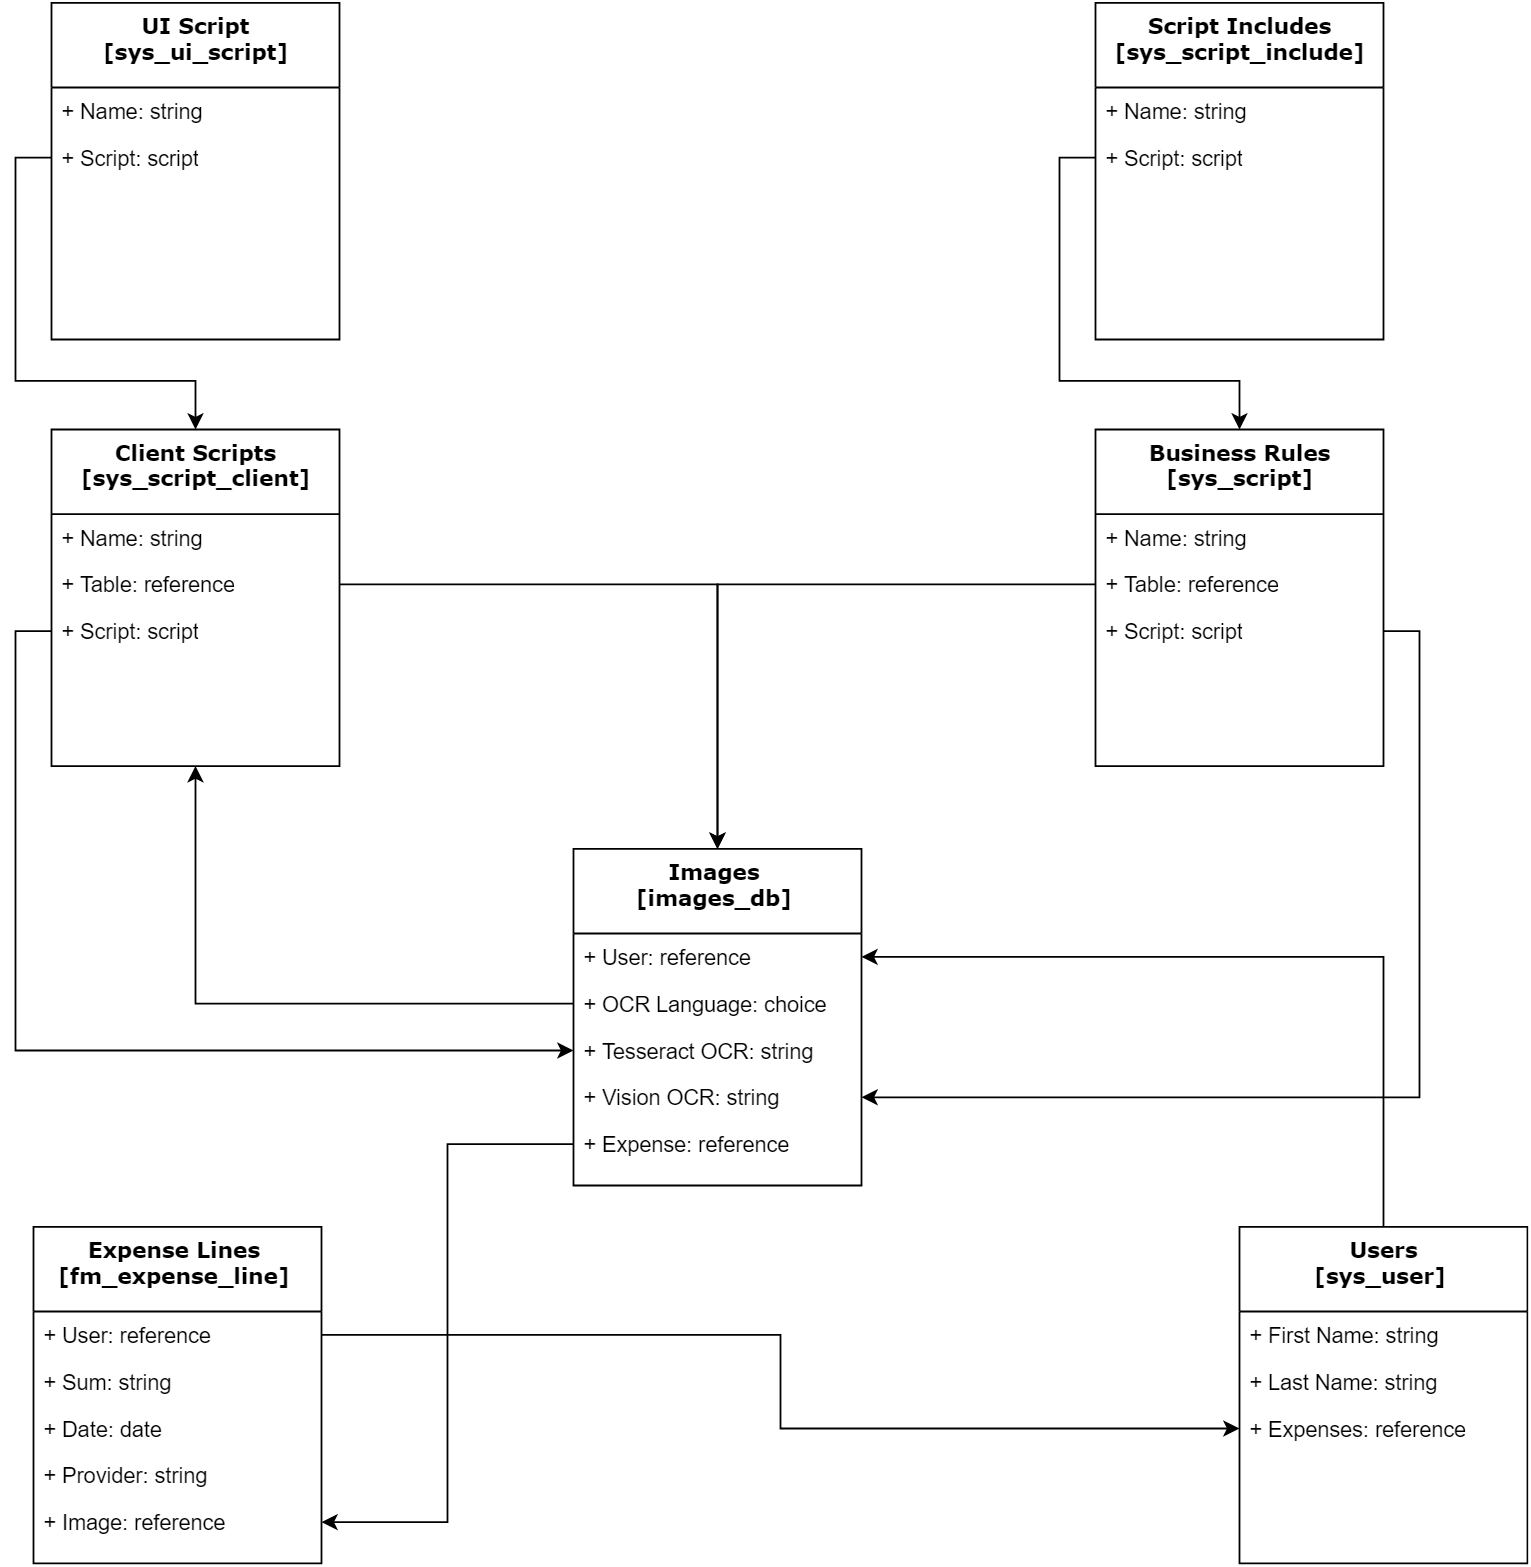 UI Script
[sys_ui_script]
+ Name: string
+ Script: script
Script Includes
[sys_script_include]
+ Name: string
+ Script: script
Client Scripts
[sys_script_client]
+ Name: string
+ Table: reference
+ Script: script
Business Rules
[sys_script]
+ Name: string
+ Table: reference
+ Script: script
Images
[images_db]
+ User: reference
+ OCR Language: choice
+ Tesseract OCR: string
+ Vision OCR: string
+ Expense: reference
Expense Lines
[fm_expense_line]
+ User: reference
+ Sum: string
+ Date: date
+ Provider: string
+ Image: reference
Users
[sys_user]
+ First Name: string
+ Last Name: string
+ Expenses: reference